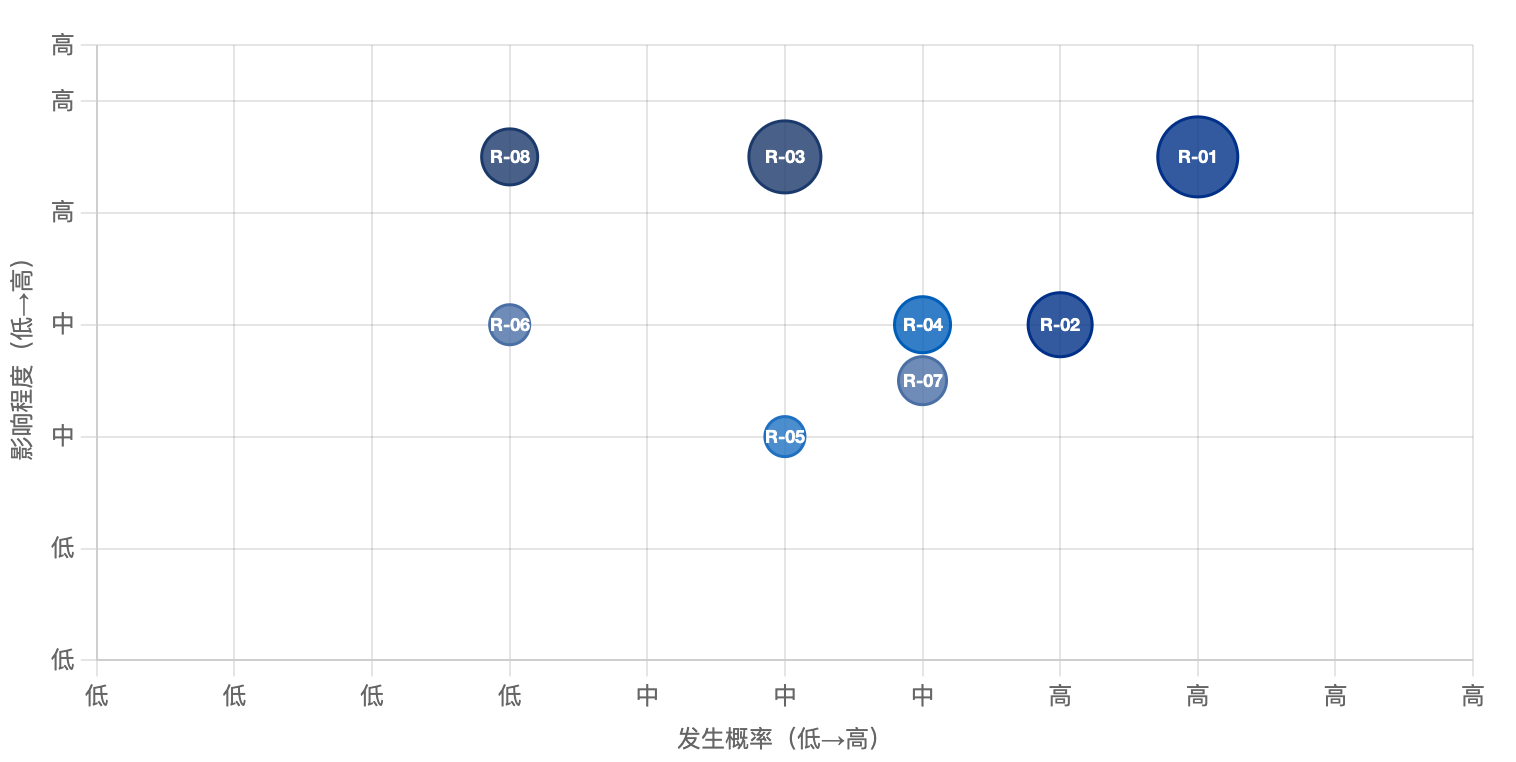 高
高
R-08
R-03
R-01
高
中
R-06
R-04
R-02
R-07
中
R-05
低
低
影响程度（低→高）
低
低
低
低
中
中
中
高
高
高
高
发生概率（低→高）